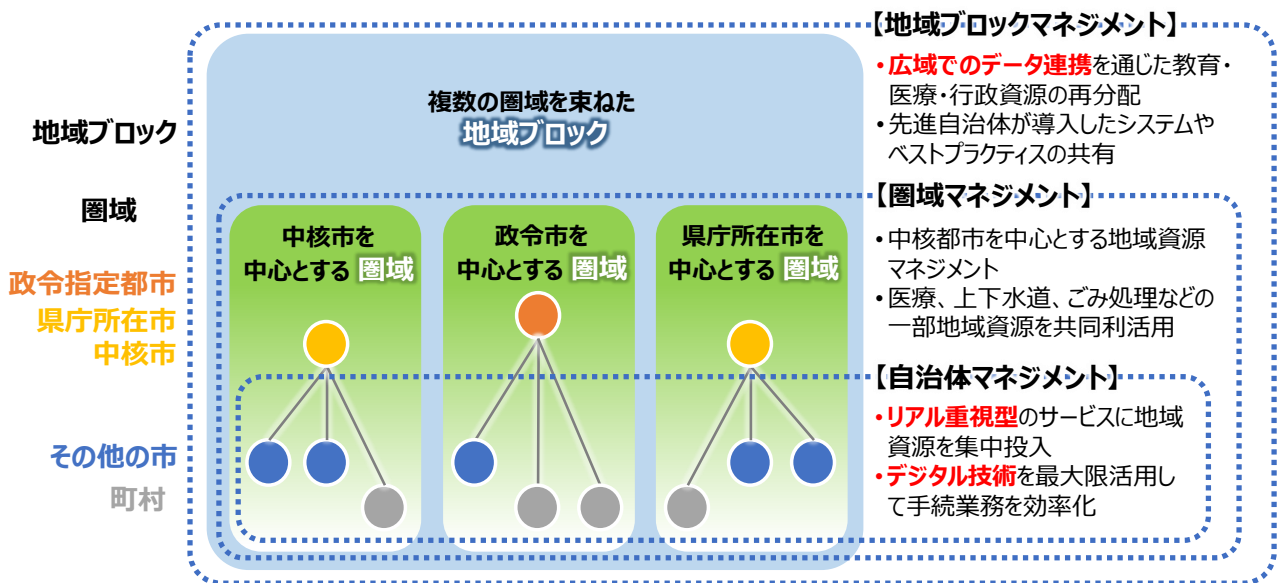 地域ブロック
圏域
政令指定都市
県庁所在市
中核市
その他の市
町村
複数の圏域を束ねた
地域ブロック
中核市を
中心とする 圏域
政令市を
中心とする 圏域
県庁所在市を
中心とする 圏域
【地域ブロックマネジメント】
・広域でのデータ連携を通じた教育・
医療・行政資源の再分配
・先進自治体が導入したシステムや
ベストプラクティスの共有
【圏域マネジメント】
・中核都市を中心とする地域資源
マネジメント
・医療、上下水道、ごみ処理などの
一部地域資源を共同利活用
【自治体マネジメント】
・リアル重視型のサービスに地域
資源を集中投入
・デジタル技術を最大限活用し
て手続業務を効率化